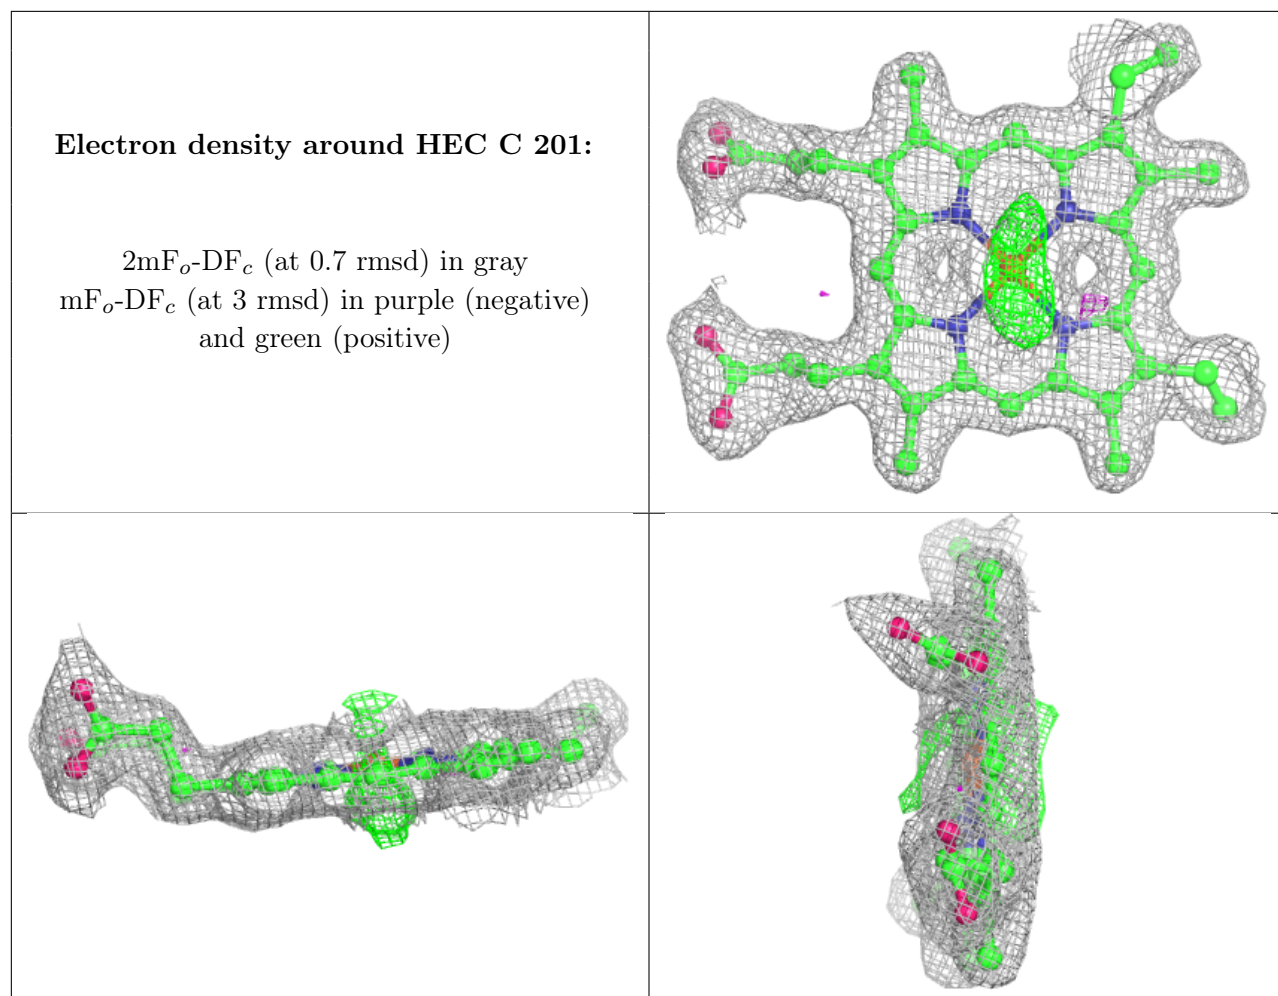 Electron density around HEC C 201:
2mFo-DFc (at 0.7 rmsd) in gray
mFo-DFc (at 3 rmsd) in purple (negative)
and green (positive)